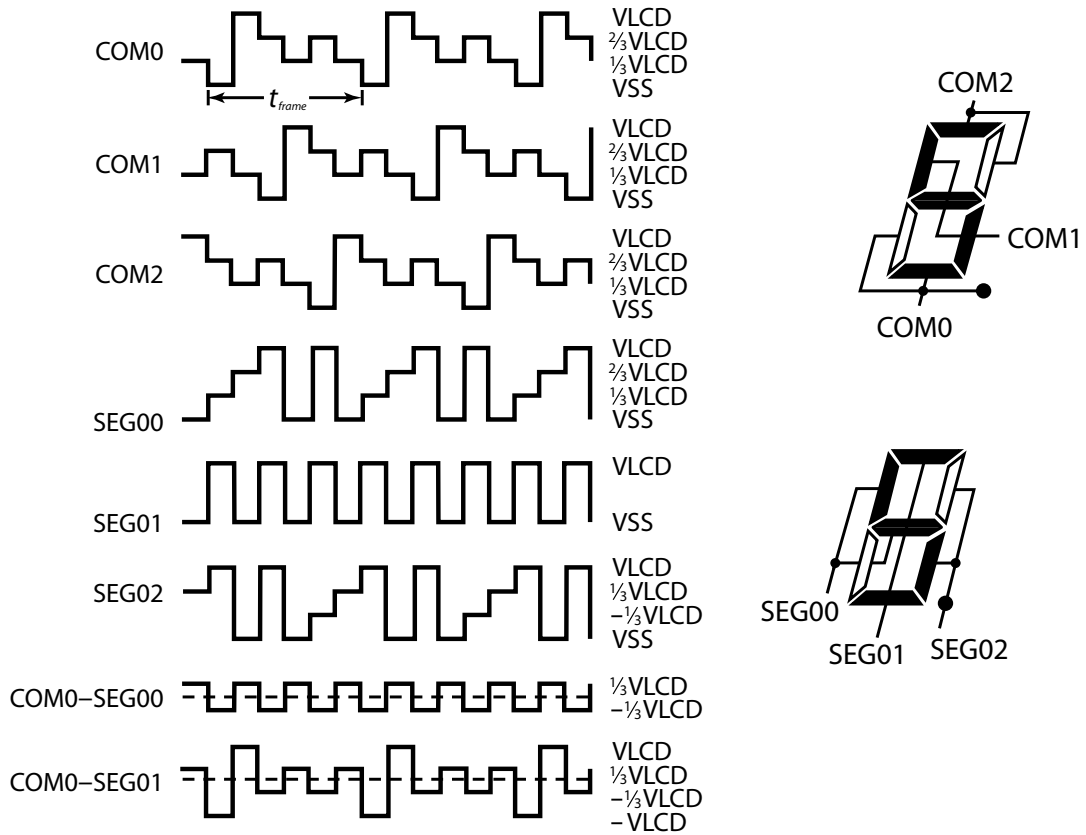 COM0
VLCD
⅔VLCD
⅓VLCD
VSS
t frame
COM1
VLCD
⅔VLCD
⅓VLCD
VSS
COM2
VLCD
⅔VLCD
⅓VLCD
VSS
SEG00
VLCD
⅔VLCD
⅓VLCD
VSS
SEG01
VLCD
VSS
SEG02
VLCD
⅓VLCD
–⅓VLCD
VSS
COM0–SEG00
⅓VLCD
–⅓VLCD
COM0–SEG01
VLCD
⅓VLCD
–⅓VLCD
– VLCD
COM2
COM1
COM0
SEG00
SEG01
SEG02